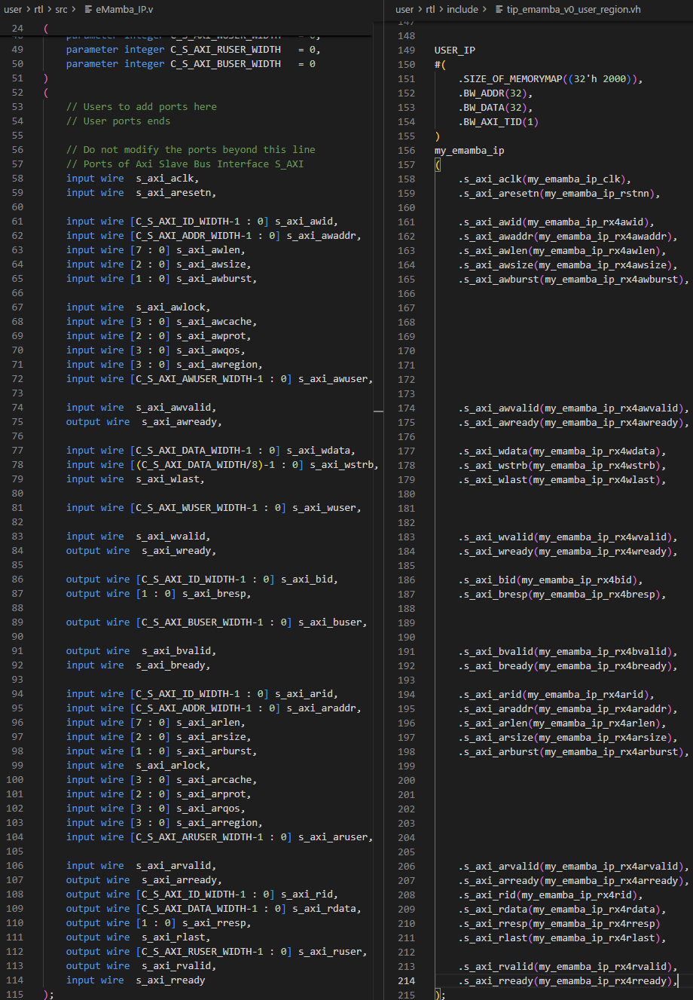 user > rtl > src > eMamba_IP.v
24 (
parameter integer C_S_AXI_WUSER_WIDTH = 0,
49 parameter integer C_S_AXI_RUSER_WIDTH = 0,
50 parameter integer C_S_AXI_BUSER_WIDTH = 0
51 )
52 (
53 // Users to add ports here
54 // User ports ends
55
56 // Do not modify the ports beyond this line
57 // Ports of Axi Slave Bus Interface S_AXI
58 input wire s_axi_aclk,
59 input wire s_axi_aresetn,
60
61 input wire [C_S_AXI_ID_WIDTH-1 : 0] s_axi_awid,
62 input wire [C_S_AXI_ADDR_WIDTH-1 : 0] s_axi_awaddr,
63 input wire [7 : 0] s_axi_awlen,
64 input wire [2 : 0] s_axi_awsize,
65 input wire [1 : 0] s_axi_awburst,
66
67 input wire s_axi_awlock,
68 input wire [3 : 0] s_axi_awcache,
69 input wire [2 : 0] s_axi_awprot,
70 input wire [3 : 0] s_axi_awqos,
71 input wire [3 : 0] s_axi_awregion,
72 input wire [C_S_AXI_AWUSER_WIDTH-1 : 0] s_axi_awuser,
73
74 input wire s_axi_awvalid,
75 output wire s_axi_awready,
76
77 input wire [C_S_AXI_DATA_WIDTH-1 : 0] s_axi_wdata,
78 input wire [(C_S_AXI_DATA_WIDTH/8)-1 : 0] s_axi_wstrb,
79 input wire s_axi_wlast,
80
81 input wire [C_S_AXI_WUSER_WIDTH-1 : 0] s_axi_wuser,
82
83 input wire s_axi_wvalid,
84 output wire s_axi_wready,
85
86 output wire [C_S_AXI_ID_WIDTH-1 : 0] s_axi_bid,
87 output wire [1 : 0] s_axi_bresp,
88
89 output wire [C_S_AXI_BUSER_WIDTH-1 : 0] s_axi_buser,
90
91 output wire s_axi_bvalid,
92 input wire s_axi_bready,
93
94 input wire [C_S_AXI_ID_WIDTH-1 : 0] s_axi_arid,
95 input wire [C_S_AXI_ADDR_WIDTH-1 : 0] s_axi_araddr,
96 input wire [7 : 0] s_axi_arlen,
97 input wire [2 : 0] s_axi_arsize,
98 input wire [1 : 0] s_axi_arburst,
99 input wire s_axi_arlock,
100 input wire [3 : 0] s_axi_arcache,
101 input wire [2 : 0] s_axi_arprot,
102 input wire [3 : 0] s_axi_arqos,
103 input wire [3 : 0] s_axi_arregion,
104 input wire [C_S_AXI_ARUSER_WIDTH-1 : 0] s_axi_aruser,
105
106 input wire s_axi_arvalid,
107 output wire s_axi_arready,
108 output wire [C_S_AXI_ID_WIDTH-1 : 0] s_axi_rid,
109 output wire [C_S_AXI_DATA_WIDTH-1 : 0] s_axi_rdata,
110 output wire [1 : 0] s_axi_rresp,
111 output wire s_axi_rlast,
112 output wire [C_S_AXI_RUSER_WIDTH-1 : 0] s_axi_ruser,
113 output wire s_axi_rvalid,
114 input wire s_axi_rready
115 );
user > rtl > include > tip_emamba_v0_user_region.vh
147
148
149 USER_IP
150 #(
151 .SIZE_OF_MEMORYMAP((32'h 2000)),
152 .BW_ADDR(32),
153 .BW_DATA(32),
154 .BW_AXI_TID(1)
155 )
156 my_emamba_ip
157 (
158 .s_axi_aclk(my_emamba_ip_clk),
159 .s_axi_aresetn(my_emamba_ip_rstnn),
160
161 .s_axi_awid(my_emamba_ip_rx4awid),
162 .s_axi_awaddr(my_emamba_ip_rx4awaddr),
163 .s_axi_awlen(my_emamba_ip_rx4awlen),
164 .s_axi_awsize(my_emamba_ip_rx4awsize),
165 .s_axi_awburst(my_emamba_ip_rx4awburst),
166
167
168
169
170
171
172
173
174 .s_axi_awvalid(my_emamba_ip_rx4awvalid),
175 .s_axi_awready(my_emamba_ip_rx4awready),
176
177 .s_axi_wdata(my_emamba_ip_rx4wdata),
178 .s_axi_wstrb(my_emamba_ip_rx4wstrb),
179 .s_axi_wlast(my_emamba_ip_rx4wlast),
180
181
182
183 .s_axi_wvalid(my_emamba_ip_rx4wvalid),
184 .s_axi_wready(my_emamba_ip_rx4wready),
185
186 .s_axi_bid(my_emamba_ip_rx4bid),
187 .s_axi_bresp(my_emamba_ip_rx4bresp),
188
189
190
191 .s_axi_bvalid(my_emamba_ip_rx4bvalid),
192 .s_axi_bready(my_emamba_ip_rx4bready),
193
194 .s_axi_arid(my_emamba_ip_rx4arid),
195 .s_axi_araddr(my_emamba_ip_rx4araddr),
196 .s_axi_arlen(my_emamba_ip_rx4arlen),
197 .s_axi_arsize(my_emamba_ip_rx4arsize),
198 .s_axi_arburst(my_emamba_ip_rx4arburst),
199
200
201
202
203
204
205
206 .s_axi_arvalid(my_emamba_ip_rx4arvalid),
207 .s_axi_arready(my_emamba_ip_rx4arready),
208 .s_axi_rid(my_emamba_ip_rx4rid),
209 .s_axi_rdata(my_emamba_ip_rx4rdata),
210 .s_axi_rresp(my_emamba_ip_rx4rresp)
211 .s_axi_rlast(my_emamba_ip_rx4rlast),
212
213 .s_axi_rvalid(my_emamba_ip_rx4rvalid),
214 .s_axi_rready(my_emamba_ip_rx4rready),
215 );